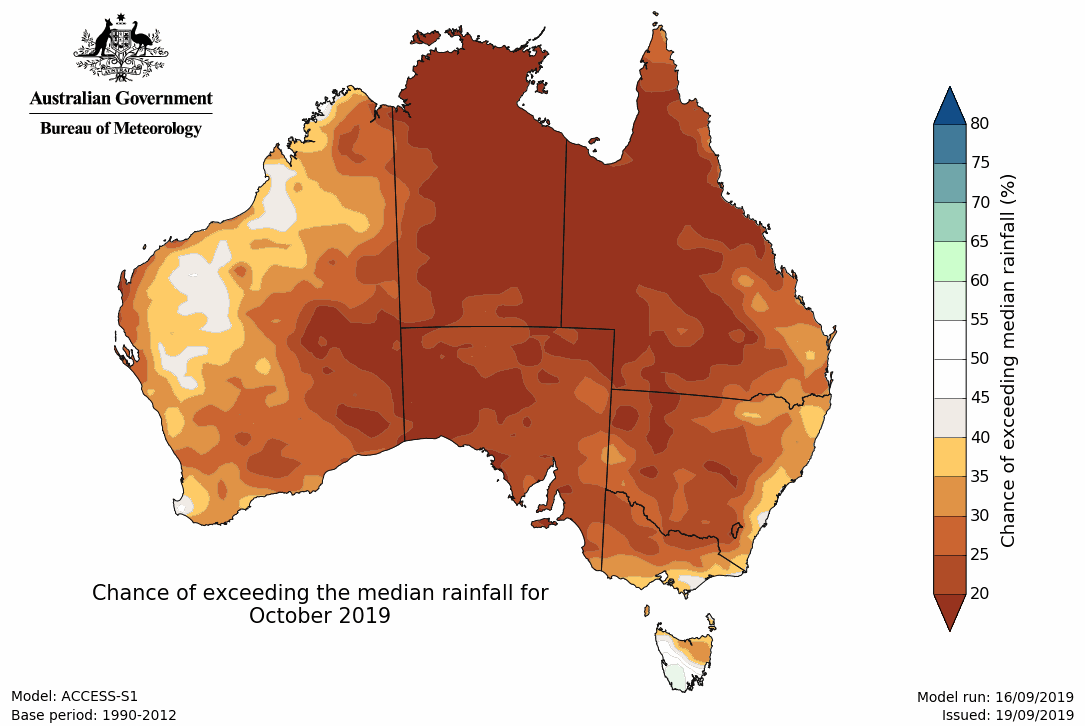 AUSTRALIA
Australian Government
Bureau of Meteorology
80
75
70
65
60
55
50
45
40
35
30
25
20
Chance of exceeding median rainfall (%)
Chance of exceeding the median rainfall for
October 2019
Model: ACCESS-S1
Base period: 1990-2012
Model run: 16/09/2019
Issued: 19/09/2019